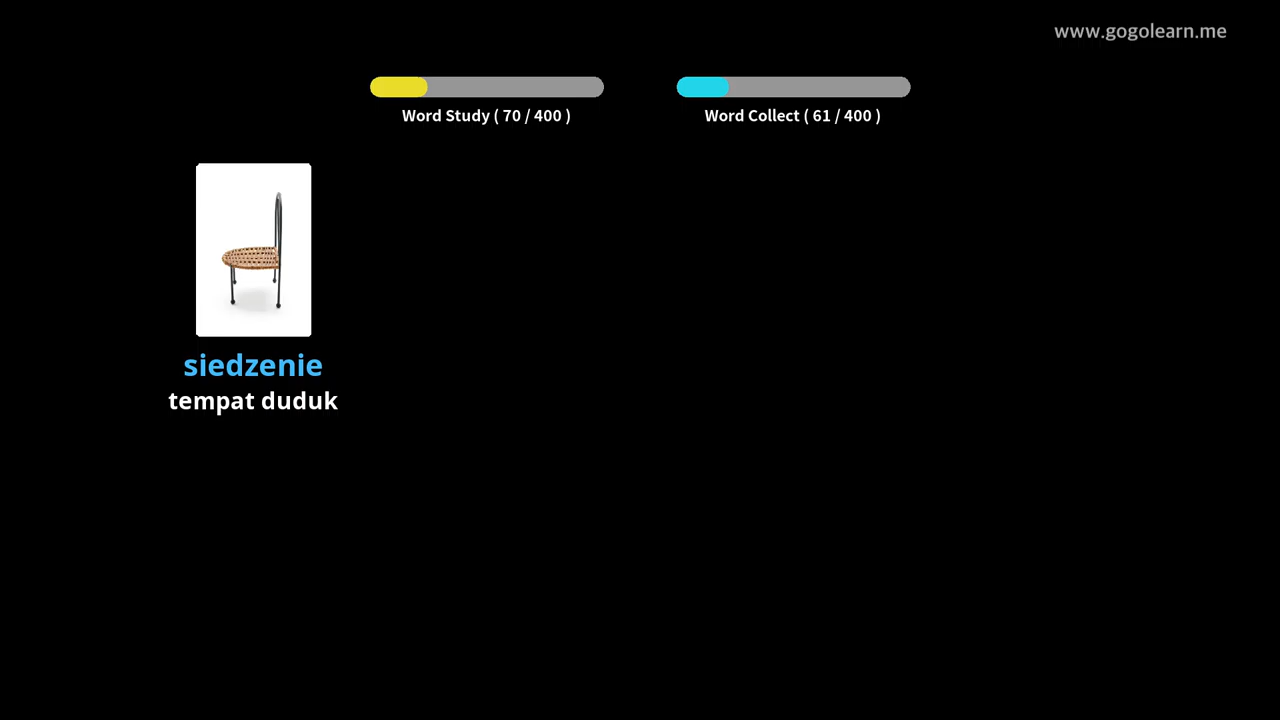 www.gogolearn.me
Word Study ( 70 / 400 )
Word Collect ( 61 / 400 )
siedzenie
tempat duduk